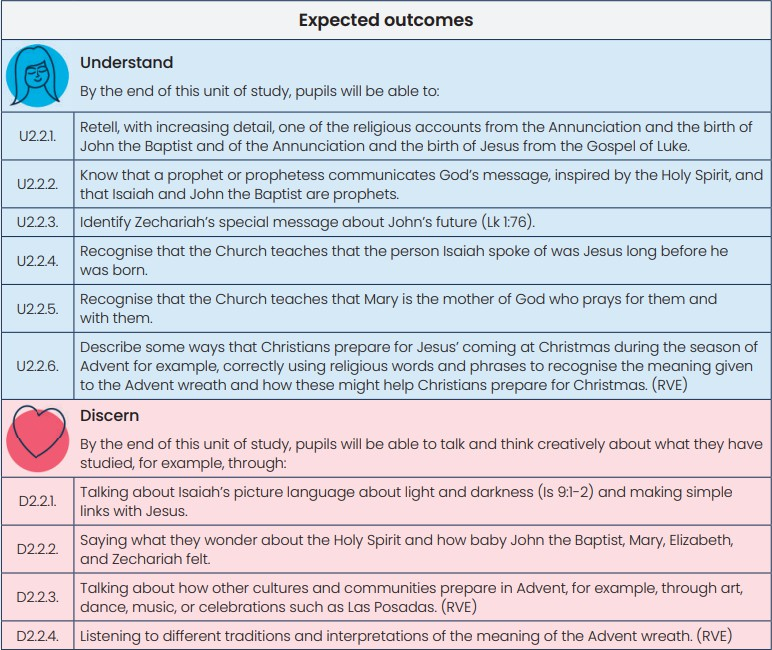 Expected outcomes
Understand
By the end of this unit of study, pupils will be able to:
U2.2.1.
Retell, with increasing detail, one of the religious accounts from the Annunciation and the birth of
John the Baptist and of the Annunciation and the birth of Jesus from the Gospel of Luke.
U2.2.2.
Know that a prophet or prophetess communicates God's message, inspired by the Holy Spirit, and
that Isaiah and John the Baptist are prophets.
U2.2.3.
Identify Zechariah's special message about John's future (Lk 1:76).
U2.2.4.
Recognise that the Church teaches that the person Isaiah spoke of was Jesus long before he
was born.
U2.2.5.
Recognise that the Church teaches that Mary is the mother of God who prays for them and
with them.
U2.2.6.
Describe some ways that Christians prepare for Jesus' coming at Christmas during the season of
Advent for example, correctly using religious words and phrases to recognise the meaning given
to the Advent wreath and how these might help Christians prepare for Christmas. (RVE)
Discern
By the end of this unit of study, pupils will be able to talk and think creatively about what they have
studied, for example, through:
D2.2.1.
Talking about Isaiah's picture language about light and darkness (Is 9:1-2) and making simple
links with Jesus.
D2.2.2.
Saying what they wonder about the Holy Spirit and how baby John the Baptist, Mary, Elizabeth,
and Zechariah felt.
D2.2.3.
Talking about how other cultures and communities prepare in Advent, for example, through art,
dance, music, or celebrations such as Las Posadas. (RVE)
D2.2.4.
Listening to different traditions and interpretations of the meaning of the Advent wreath. (RVE)